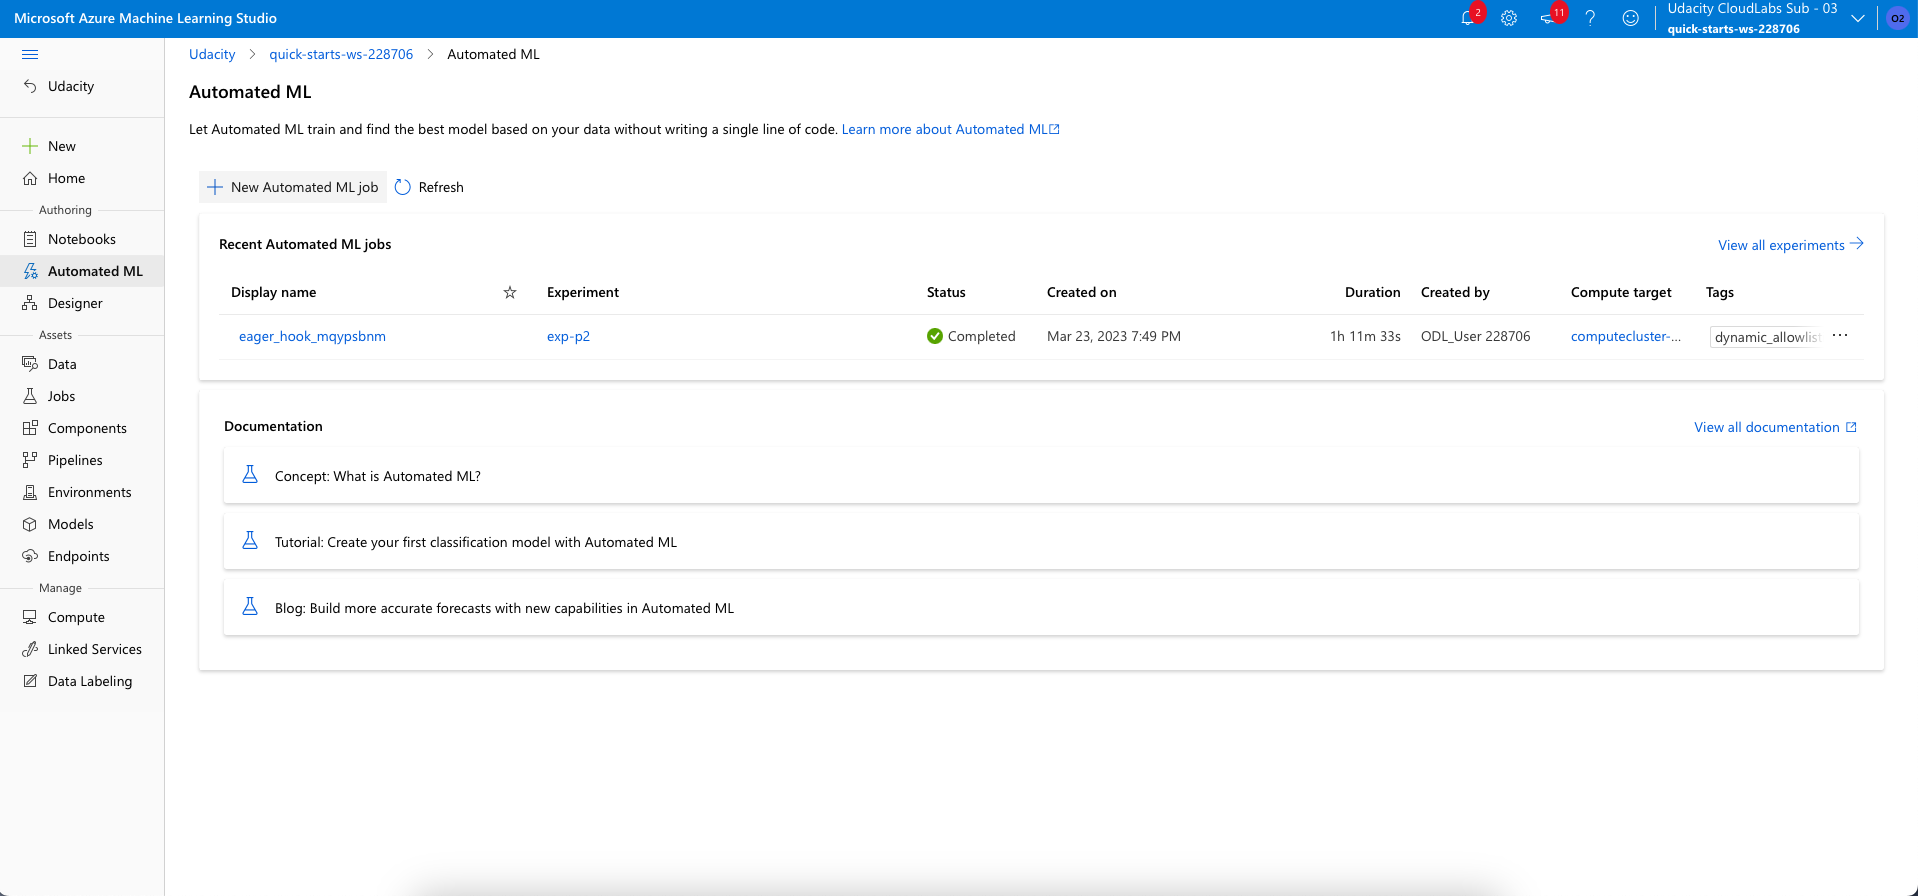 Microsoft Azure Machine Learning Studio
2
11
Udacity CloudLabs Sub - 03
quick-starts-ws-228706
O2
Udacity
New
Home
Authoring
Notebooks
Automated ML
Designer
Assets
Data
Jobs
Components
Pipelines
Environments
Models
Endpoints
Manage
Compute
Linked Services
Data Labeling
Udacity > quick-starts-ws-228706 > Automated ML
Automated ML
Let Automated ML train and find the best model based on your data without writing a single line of code. Learn more about Automated ML
New Automated ML job Refresh
Recent Automated ML jobs View all experiments
Display name Experiment Status Created on Duration Created by Compute target Tags
eager_hook_mqypsbnm exp-p2 Completed Mar 23, 2023 7:49 PM 1h 11m 33s ODL_User 228706 computecluster-... dynamic_allowlist ...
Documentation View all documentation
Concept: What is Automated ML?
Tutorial: Create your first classification model with Automated ML
Blog: Build more accurate forecasts with new capabilities in Automated ML